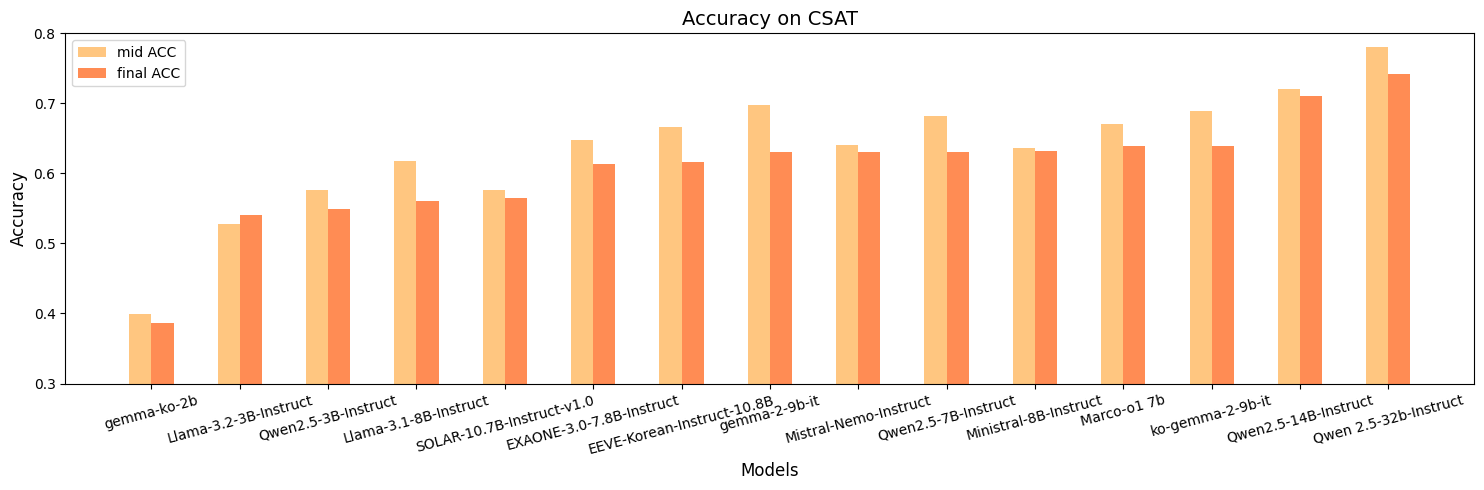 Accuracy on CSAT
mid ACC
final ACC
Accuracy
0.8
0.7
0.6
0.5
0.4
0.3
gemma-ko-2b
Llama-3.2-3B-Instruct
Qwen2.5-3B-Instruct
Llama-3.1-8B-Instruct
SOLAR-10.7B-Instruct-v1.0
EXAONE-3.0-7.8B-Instruct
EEVE-Korean-Instruct-10.8B
gemma-2-9b-it
Mistral-Nemo-Instruct
Qwen2.5-7B-Instruct
Ministral-8B-Instruct
Marco-o1 7b
ko-gemma-2-9b-it
Qwen2.5-14B-Instruct
Qwen 2.5-32b-Instruct
Models